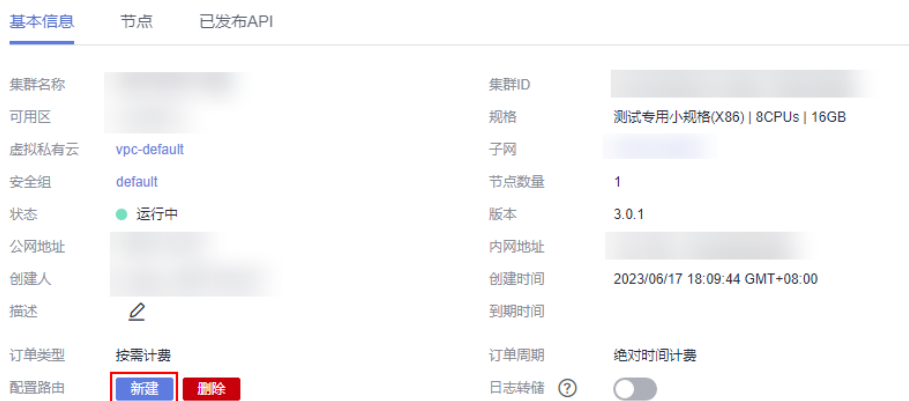 基本信息 节点 已发布API
集群名称 集群ID
可用区 规格 测试专用小规格(X86) | 8CPUs | 16GB
虚拟私有云 vpc-default 子网
安全组 default 节点数量 1
状态 运行中 版本 3.0.1
公网地址 内网地址
创建人 创建时间 2023/06/17 18:09:44 GMT+08:00
描述 到期时间
订单类型 按需计费 订单周期 绝对时间计费
配置路由 新建 删除 日志转储 ?